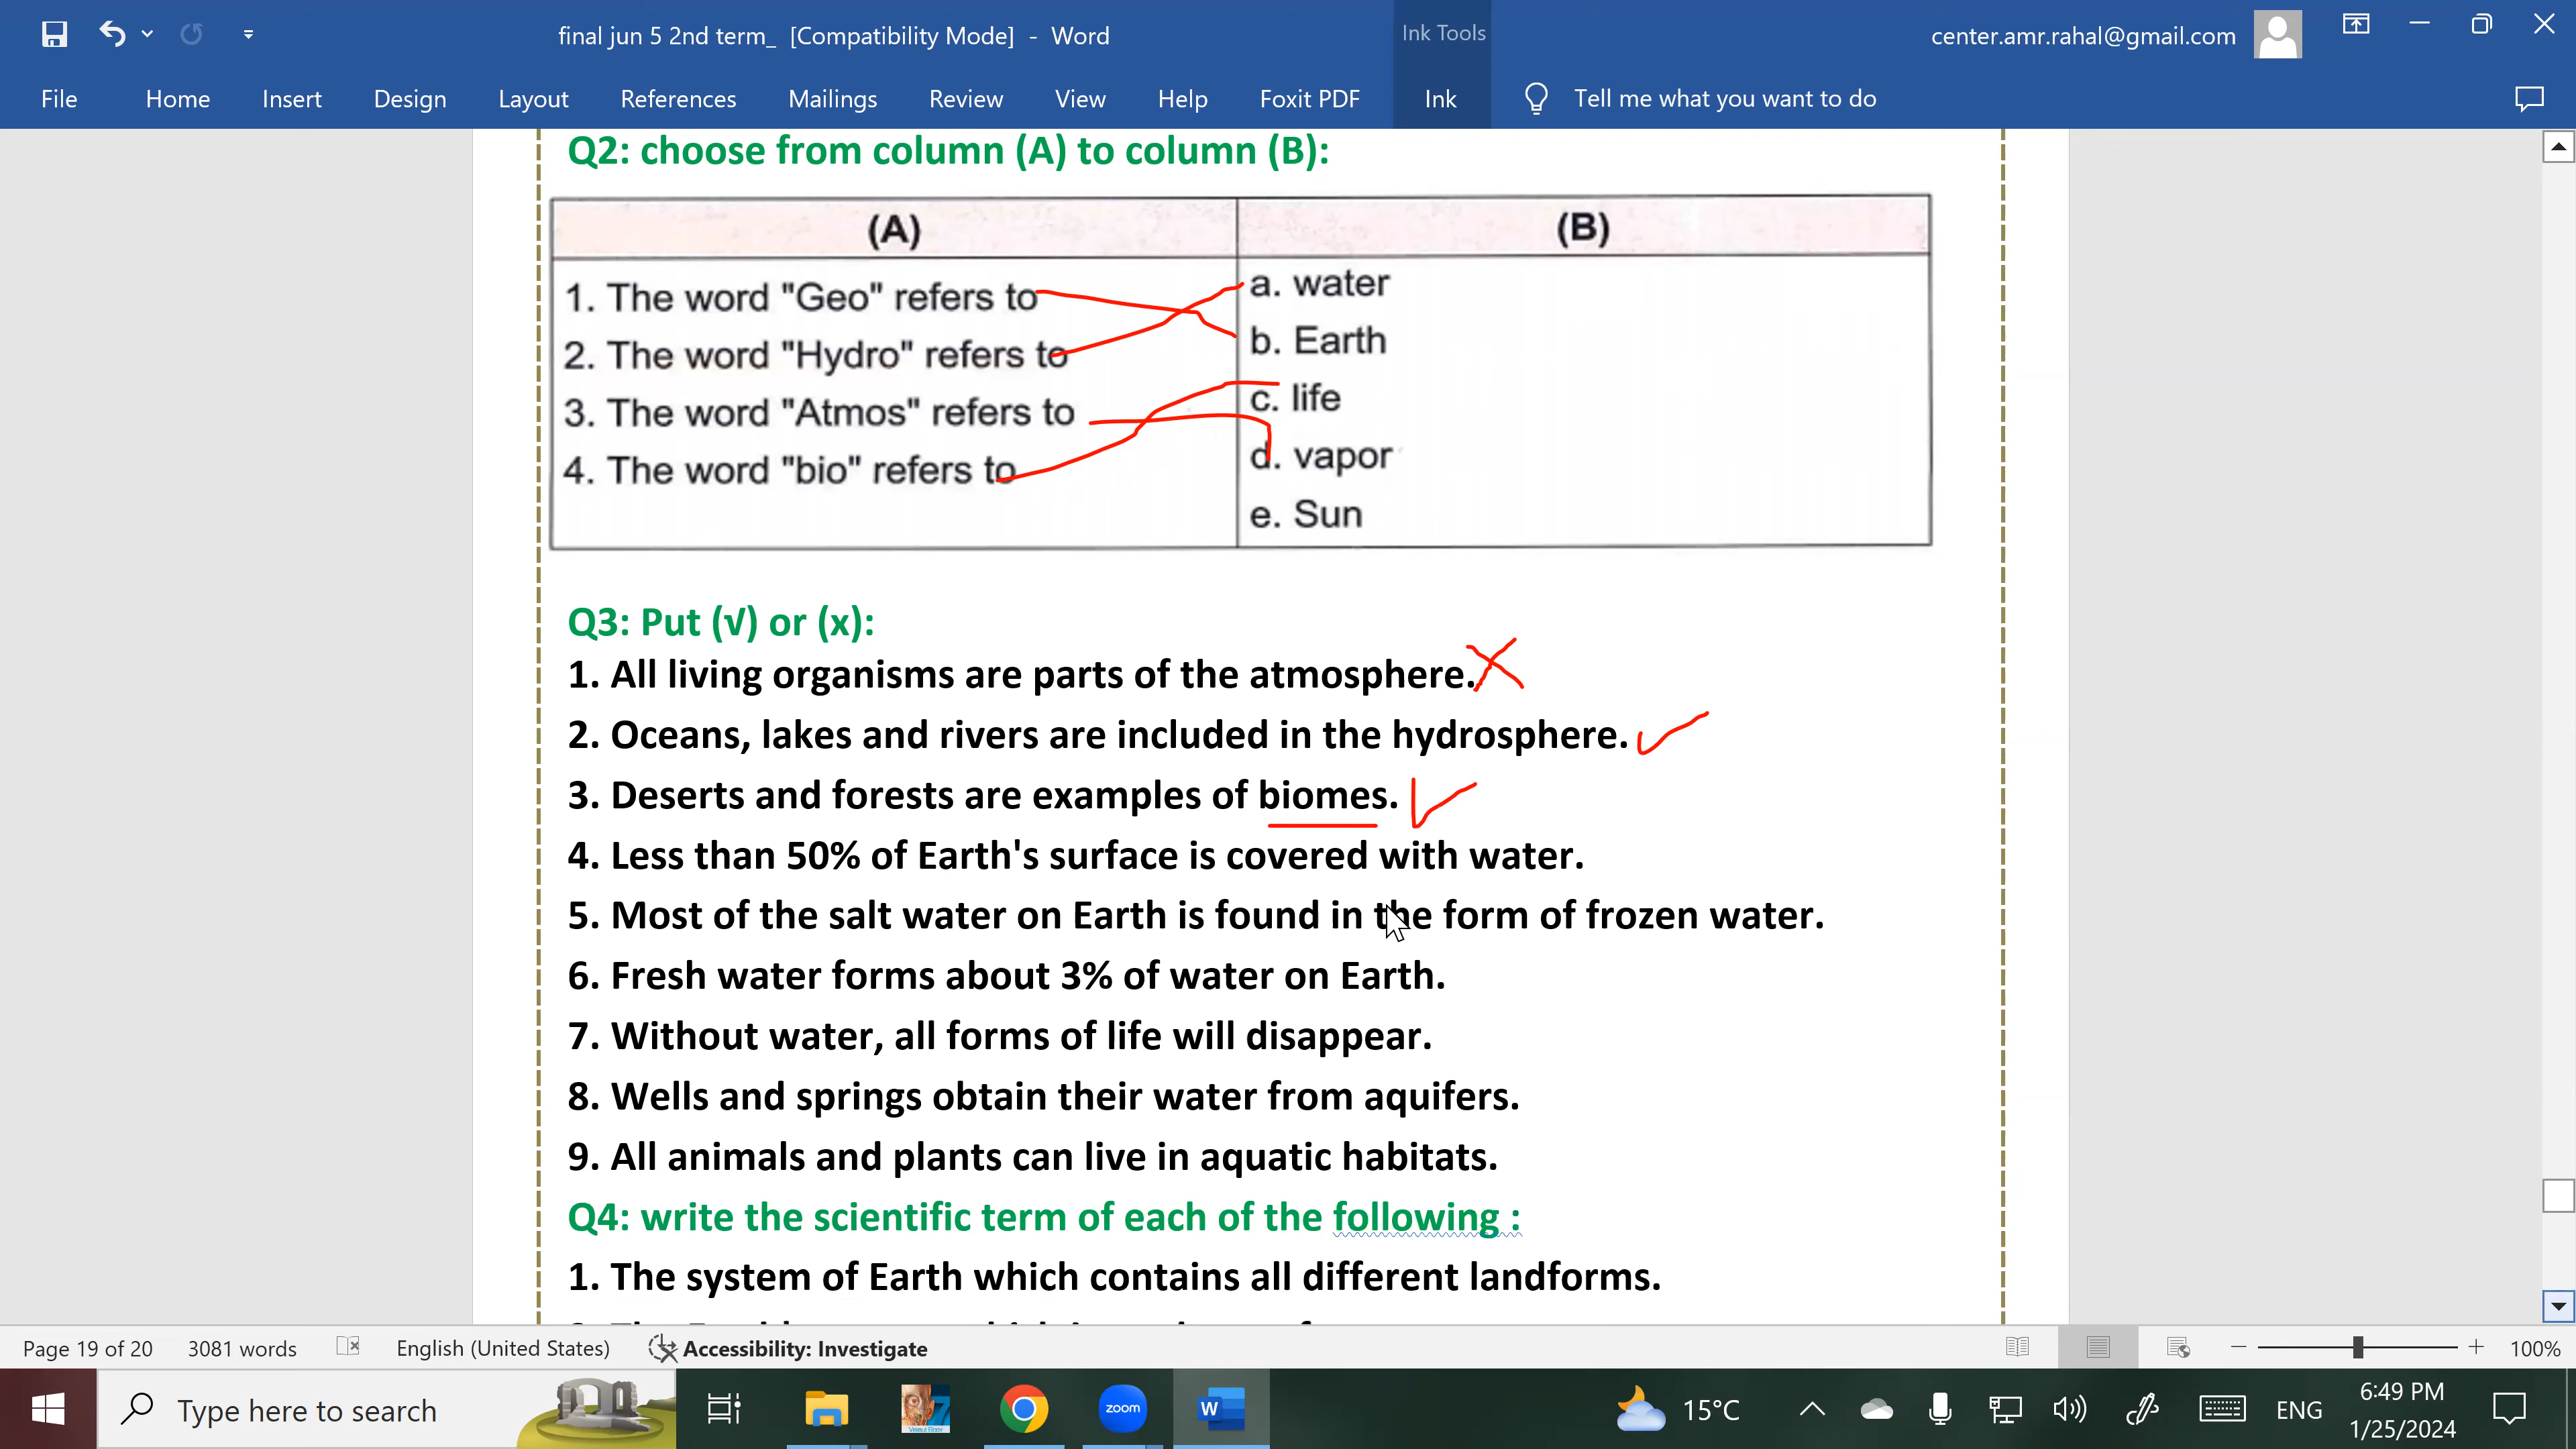 final jun 5 2nd term_ [Compatibility Mode] - Word
Ink Tools
center.amr.rahal@gmail.com
File Home Insert Design Layout References Mailings Review View Help Foxit PDF Ink Tell me what you want to do
Q2: choose from column (A) to column (B):
(A) (B)
1. The word "Geo" refers to a. water
2. The word "Hydro" refers to b. Earth
3. The word "Atmos" refers to c. life
4. The word "bio" refers to d. vapor
e. Sun
Q3: Put (√) or (x):
1. All living organisms are parts of the atmosphere.
2. Oceans, lakes and rivers are included in the hydrosphere.
3. Deserts and forests are examples of biomes.
4. Less than 50% of Earth's surface is covered with water.
5. Most of the salt water on Earth is found in the form of frozen water.
6. Fresh water forms about 3% of water on Earth.
7. Without water, all forms of life will disappear.
8. Wells and springs obtain their water from aquifers.
9. All animals and plants can live in aquatic habitats.
Q4: write the scientific term of each of the following :
1. The system of Earth which contains all different landforms.
Page 19 of 20 3081 words English (United States) Accessibility: Investigate 100%
Type here to search zoom W 15°C ENG 6:49 PM
1/25/2024